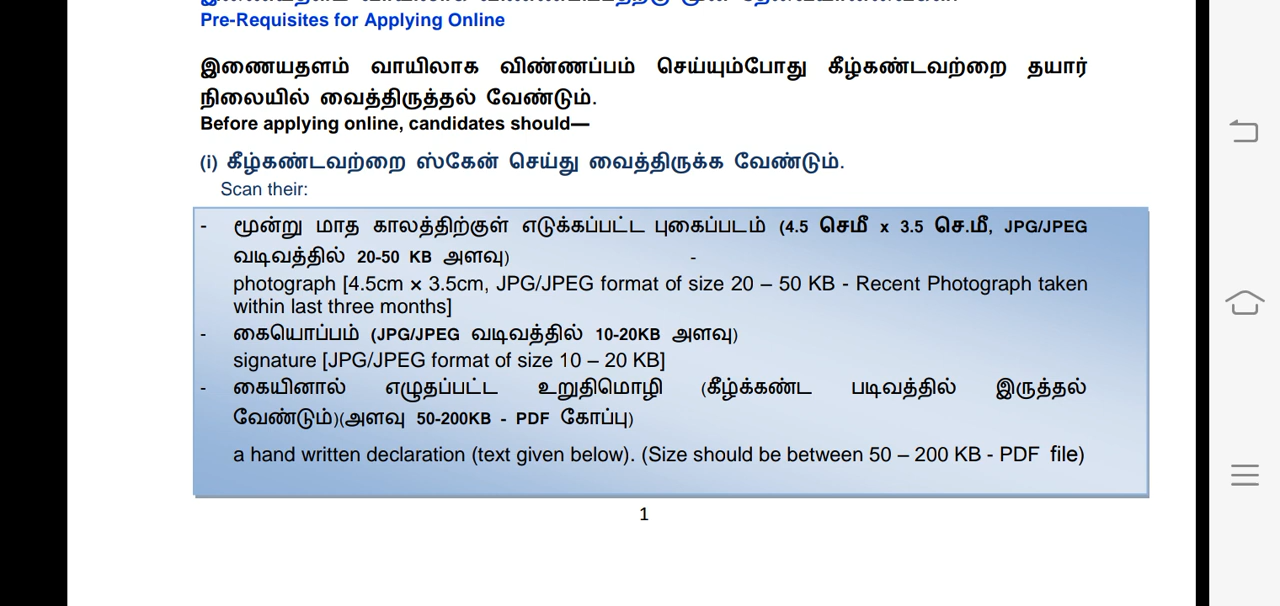 Pre-Requisites for Applying Online
இணையதளம் வாயிலாக விண்ணப்பம் செய்யும்போது கீழ்கண்டவற்றை தயார்
நிலையில் வைத்திருத்தல் வேண்டும்.
Before applying online, candidates should—
(i) கீழ்கண்டவற்றை ஸ்கேன் செய்து வைத்திருக்க வேண்டும்.
Scan their:
- மூன்று மாத காலத்திற்குள் எடுக்கப்பட்ட புகைப்படம் (4.5 செமீ x 3.5 செ.மீ, JPG/JPEG
வடிவத்தில் 20-50 KB அளவு) -
photograph [4.5cm × 3.5cm, JPG/JPEG format of size 20 – 50 KB - Recent Photograph taken
within last three months]
- கையொப்பம் (JPG/JPEG வடிவத்தில் 10-20KB அளவு)
signature [JPG/JPEG format of size 10 – 20 KB]
- கையினால் எழுதப்பட்ட உறுதிமொழி (கீழ்க்கண்ட படிவத்தில் இருத்தல்
வேண்டும்)(அளவு 50-200KB - PDF கோப்பு)
a hand written declaration (text given below). (Size should be between 50 – 200 KB - PDF file)
1